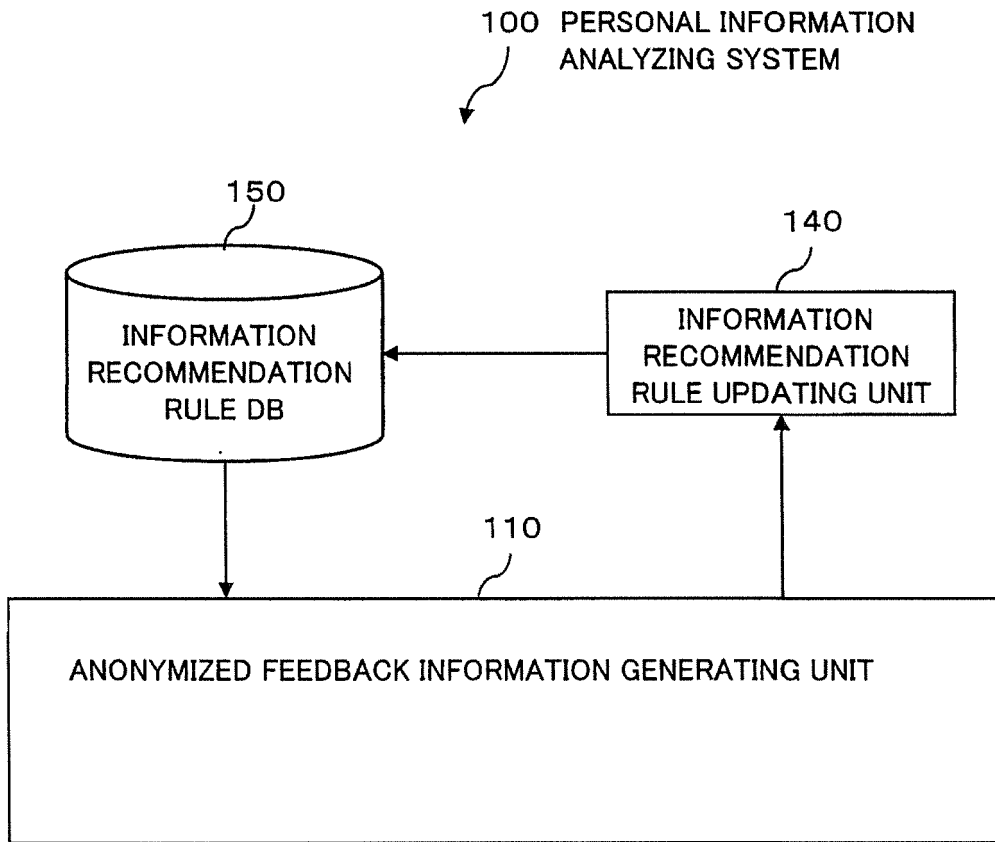 100 PERSONAL INFORMATION
ANALYZING SYSTEM
150
140
INFORMATION
RECOMMENDATION
RULE DB
INFORMATION
RECOMMENDATION
RULE UPDATING UNIT
110
ANONYMIZED FEEDBACK INFORMATION GENERATING UNIT